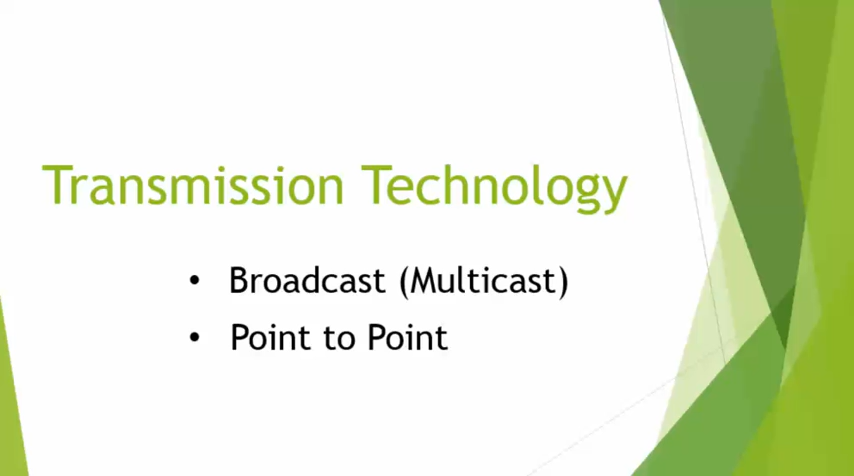 Transmission Technology
• Broadcast (Multicast)
• Point to Point